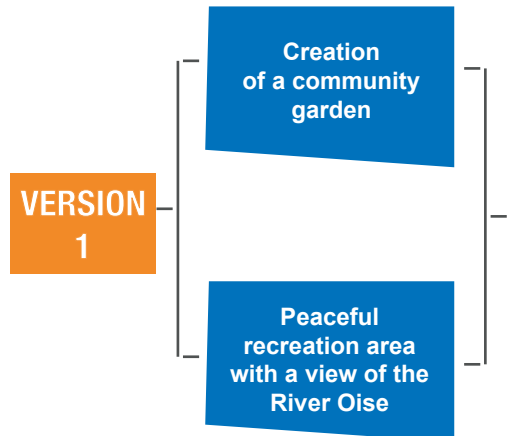 Creation
of a community
garden
VERSION
1
Peaceful
recreation area
with a view of the
River Oise